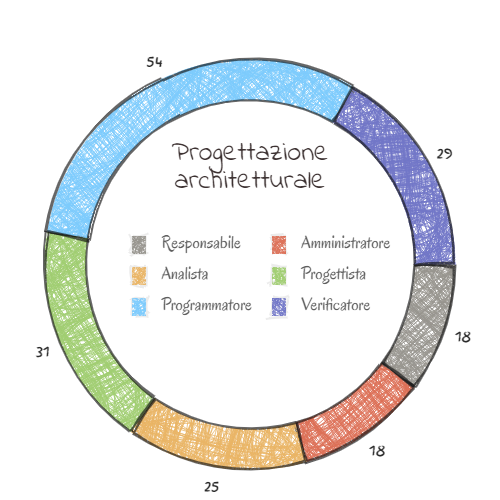 54
29
Progettazione
architetturale
Responsabile Amministratore
Analista Progettista
Programmatore Verificatore
18
31
18
25